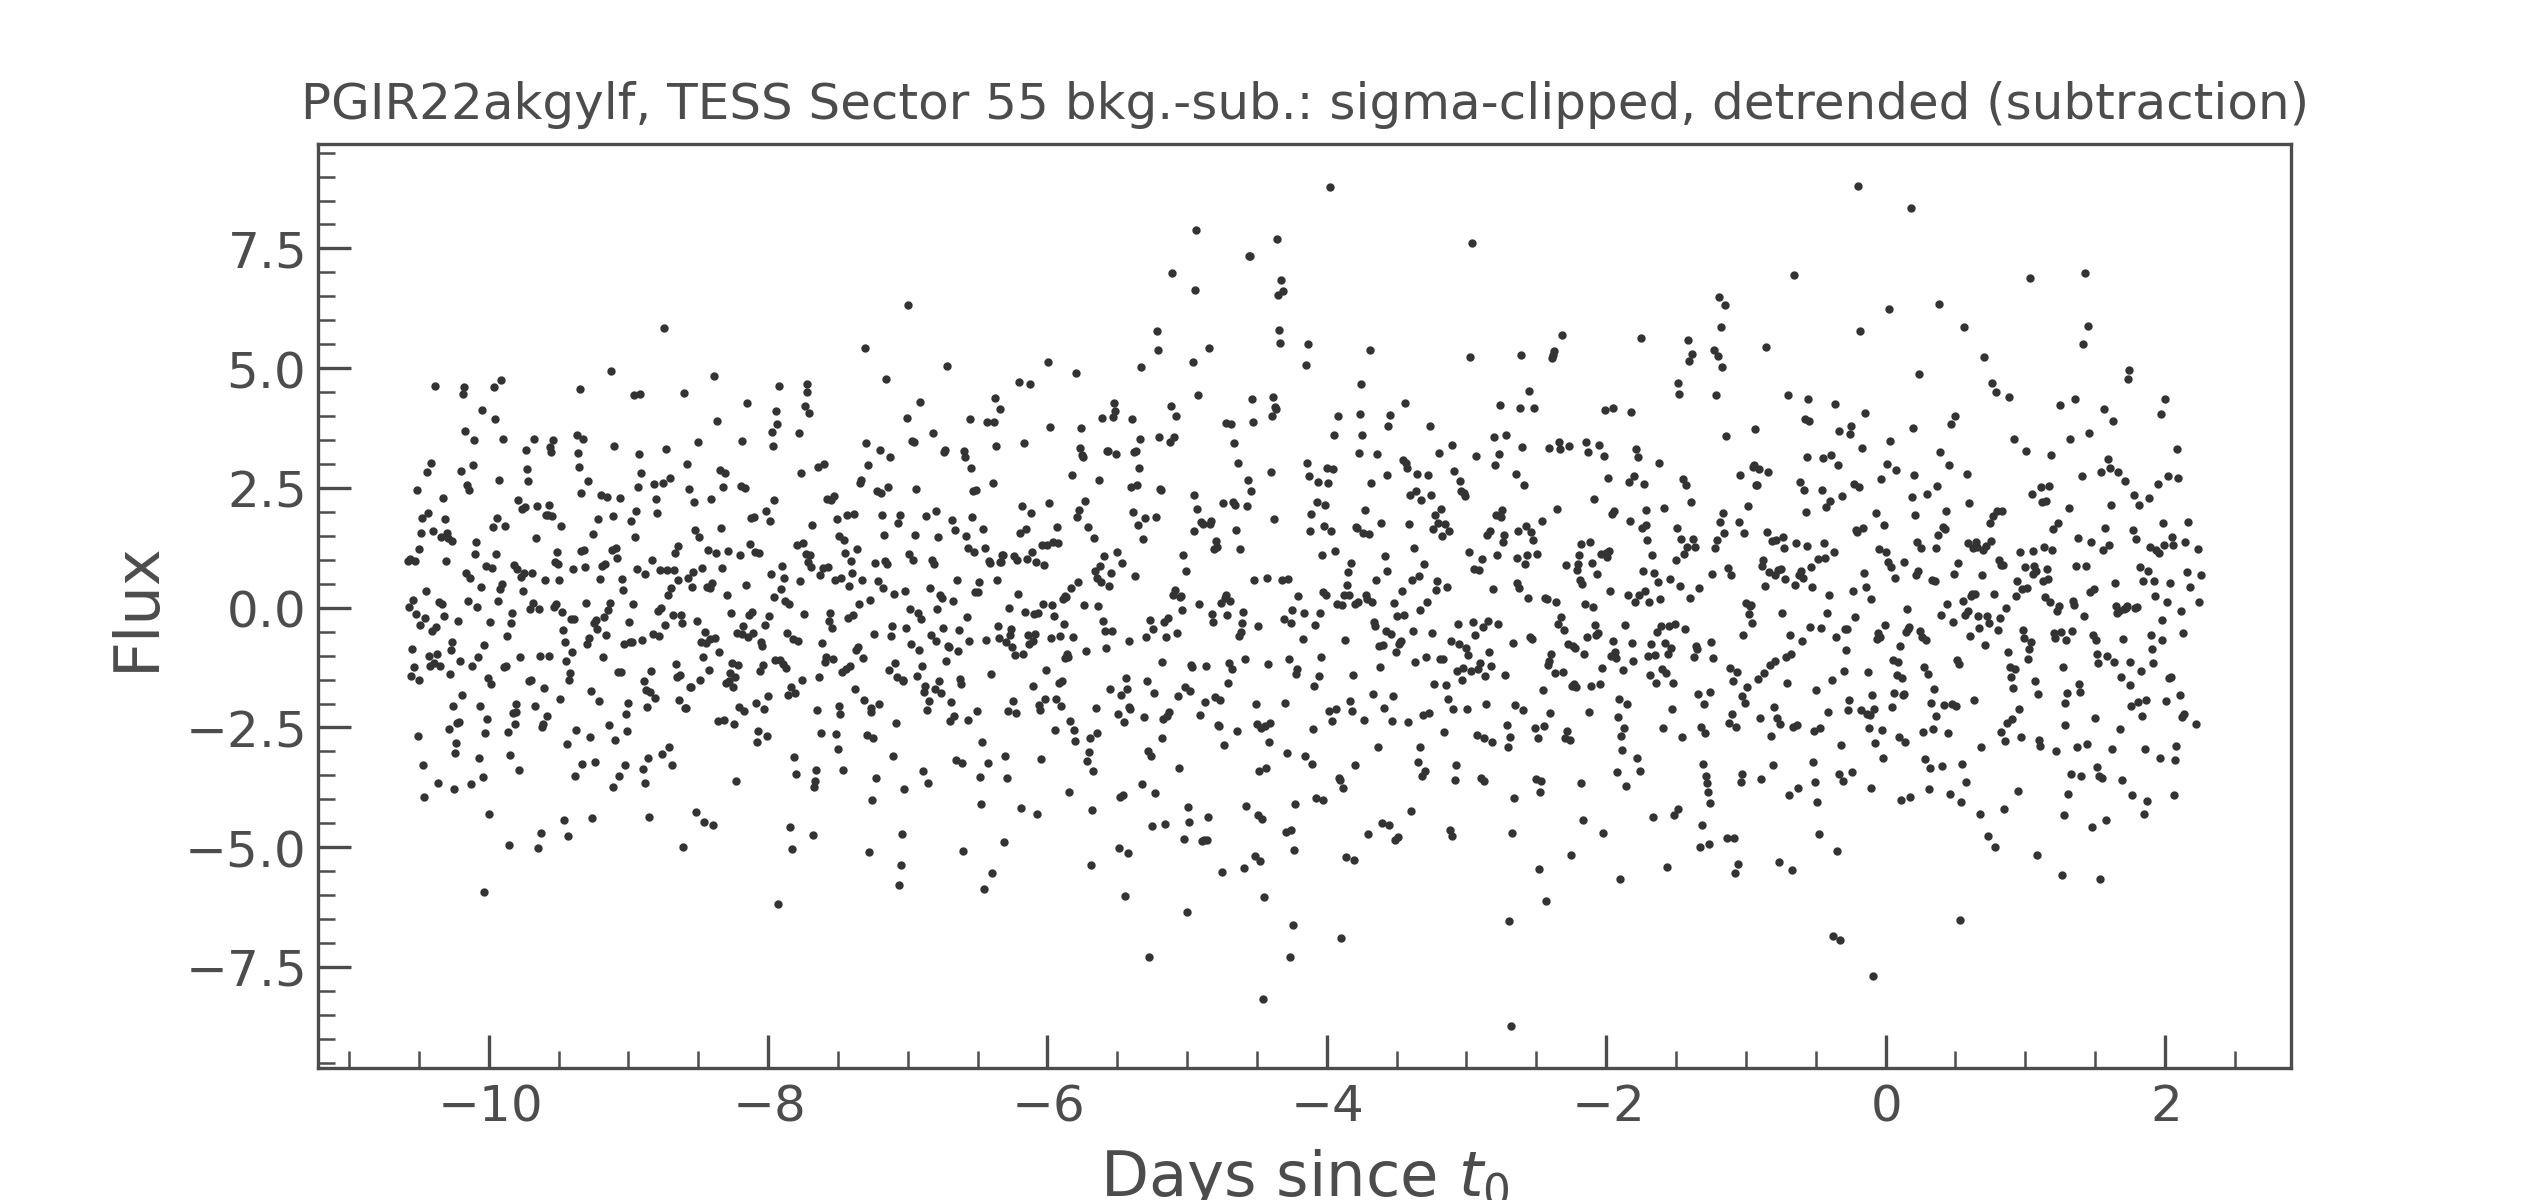 PGIR22akgylf, TESS Sector 55 bkg.-sub.: sigma-clipped, detrended (subtraction)
Flux
7.5
5.0
2.5
0.0
−2.5
−5.0
−7.5
−10 −8 −6 −4 −2 0 2
Days since t₀